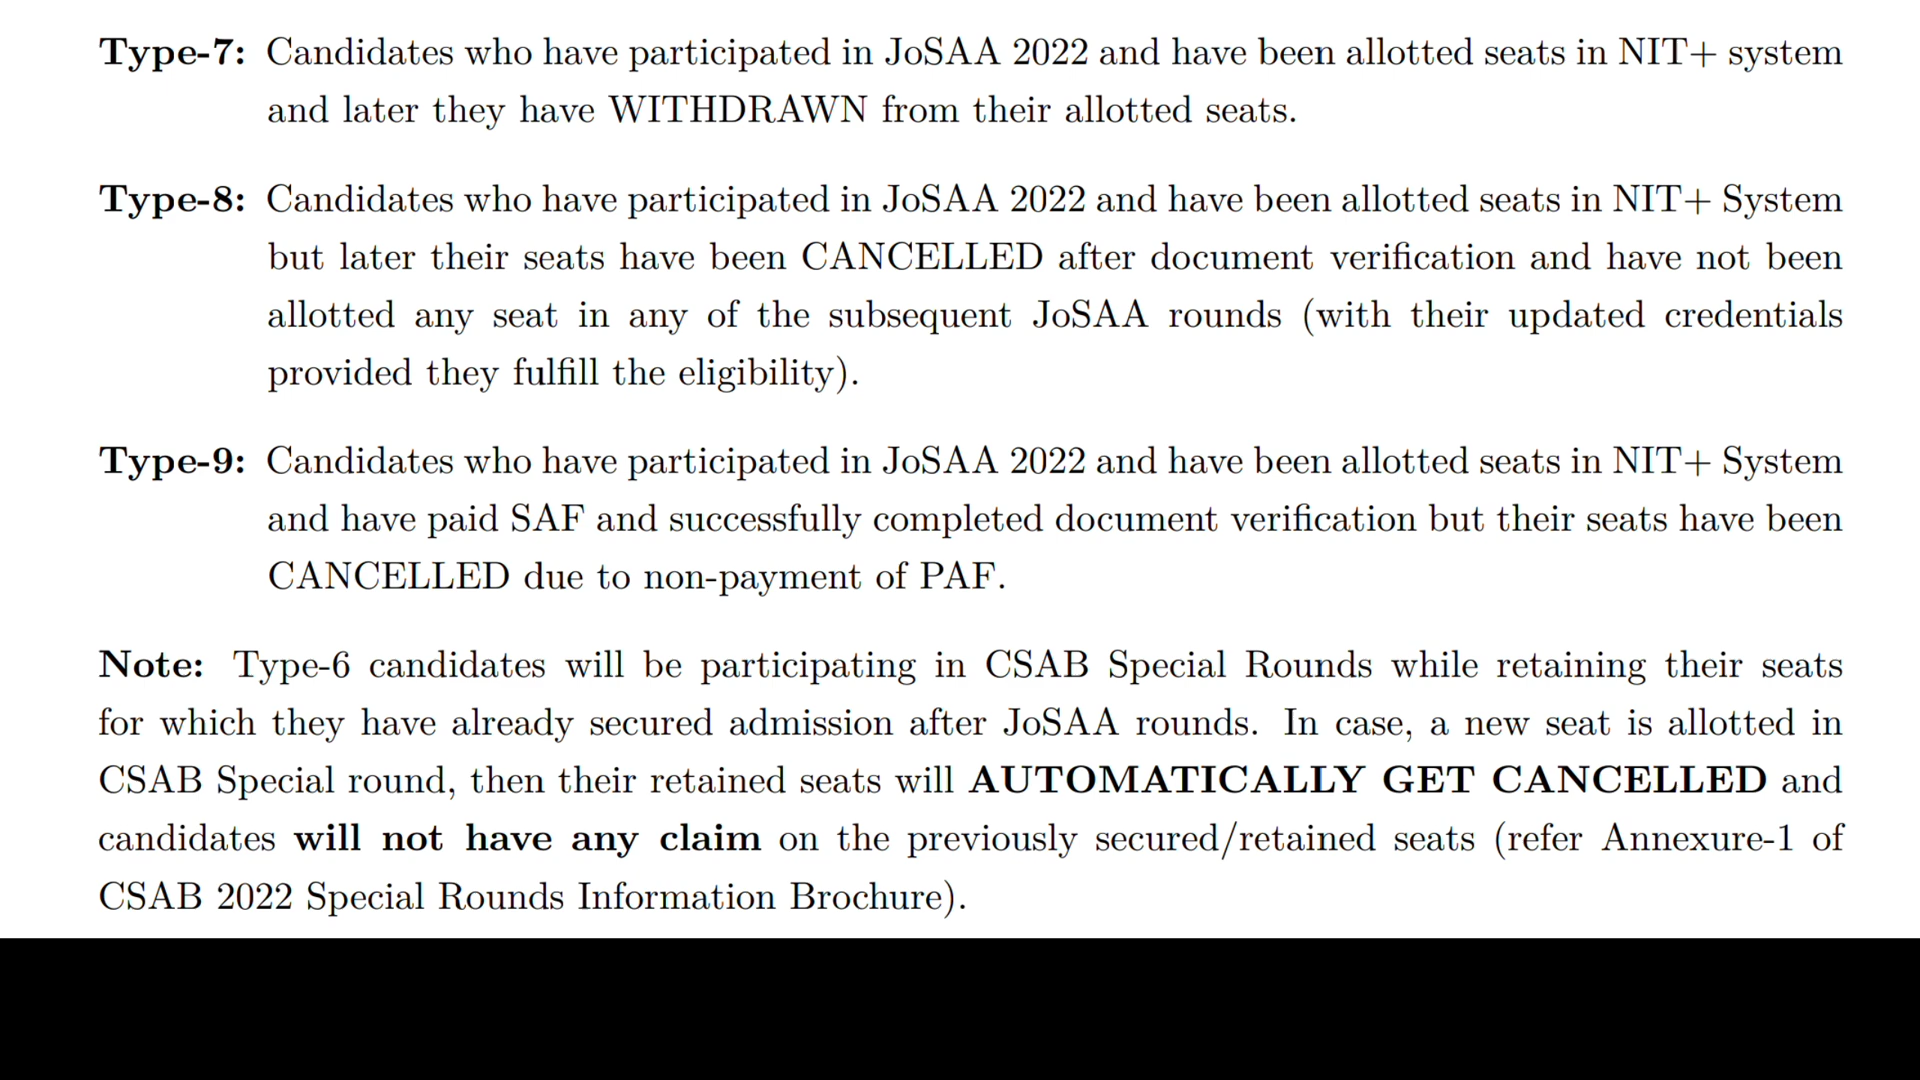 Type-7: Candidates who have participated in JoSAA 2022 and have been allotted seats in NIT+ system
and later they have WITHDRAWN from their allotted seats.
Type-8: Candidates who have participated in JoSAA 2022 and have been allotted seats in NIT+ System
but later their seats have been CANCELLED after document verification and have not been
allotted any seat in any of the subsequent JoSAA rounds (with their updated credentials
provided they fulfill the eligibility).
Type-9: Candidates who have participated in JoSAA 2022 and have been allotted seats in NIT+ System
and have paid SAF and successfully completed document verification but their seats have been
CANCELLED due to non-payment of PAF.
Note: Type-6 candidates will be participating in CSAB Special Rounds while retaining their seats
for which they have already secured admission after JoSAA rounds. In case, a new seat is allotted in
CSAB Special round, then their retained seats will AUTOMATICALLY GET CANCELLED and
candidates will not have any claim on the previously secured/retained seats (refer Annexure-1 of
CSAB 2022 Special Rounds Information Brochure).